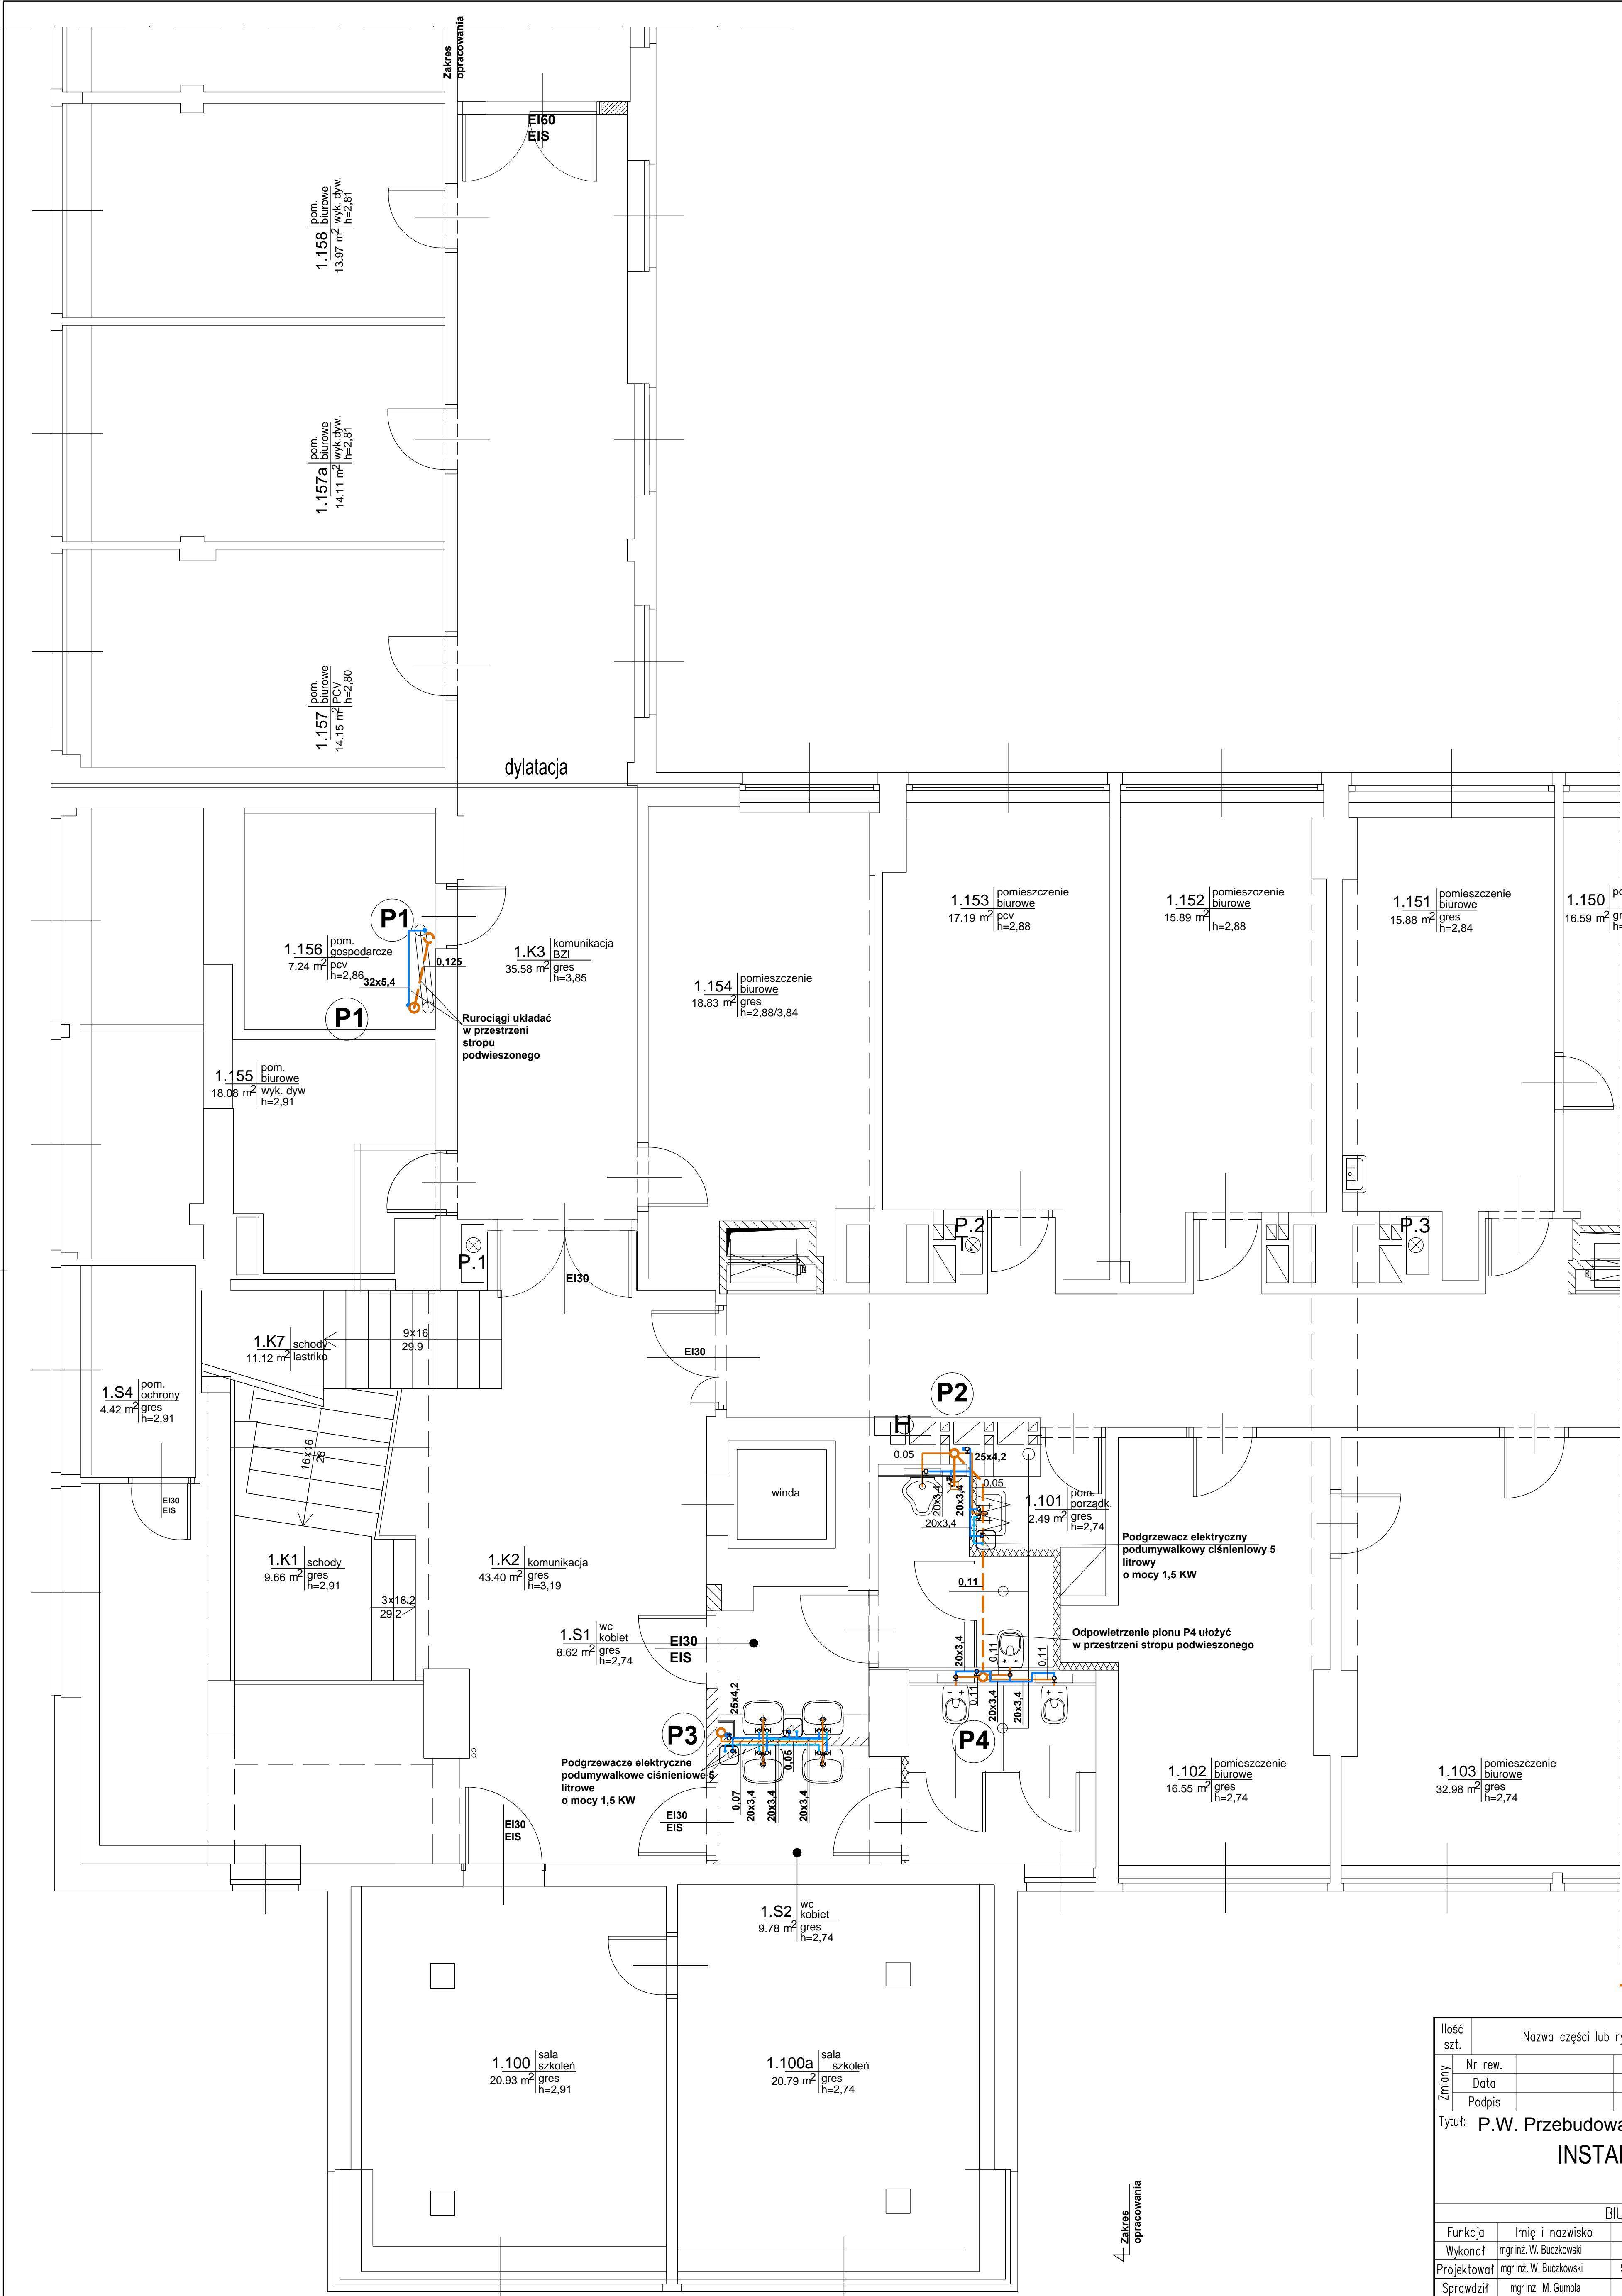 Zakres
opracowania
EI60
EIS
1.158 pom.
biurowe
13.97 m2 wyk. dyw.
h=2,81
1.157a pom.
biurowe
14.11 m2 wyk.dyw.
h=2,81
1.157 pom.
biurowe
14.15 m2 PCV
h=2,80
dylatacja
P1
1.156 pom.
gospodarcze
7.24 m2 pcv
h=2,86
0,125
32x5,4
P1
Rurociągi układać
w przestrzeni
stropu
podwieszonego
1.K3 komunikacja
BZI
35.58 m2 gres
h=3,85
1.155 pom.
biurowe
18.08 m2 wyk. dyw
h=2,91
1.154 pomieszczenie
biurowe
18.83 m2 gres
h=2,88/3,84
1.153 pomieszczenie
biurowe
17.19 m2 pcv
h=2,88
1.152 pomieszczenie
biurowe
15.89 m2
h=2,88
1.151 pomieszczenie
biurowe
15.88 m2 gres
h=2,84
1.150
16.59 m2
P.1
P.2
T.
P.3
EI30
1.K7 schody
11.12 m2 lastriko
9x16
29.9
EI30
1.S4 pom.
ochrony
4.42 m2 gres
h=2,91
16x16
28
EI30
EIS
P2
H
0,05
25x4,2
0,05
20x3,4
20x3,4
20x3,4
winda
1.101 pom.
porządk.
2.49 m2 gres
h=2,74
Podgrzewacz elektryczny
podumywalkowy ciśnieniowy 5
litrowy
o mocy 1,5 KW
1.K1 schody
9.66 m2 gres
h=2,91
3x16.2
29.2
1.K2 komunikacja
43.40 m2 gres
h=3,19
0,11
1.S1 wc
kobiet
8.62 m2 gres
h=2,74
EI30
EIS
Odpowietrzenie pionu P4 ułożyć
w przestrzeni stropu podwieszonego
20x3,4
0,11
0,11
0,11
20x3,4
20x3,4
25x4,2
P3
P4
Podgrzewacze elektryczne
podumywalkowe ciśnieniowe 5
litrowe
o mocy 1,5 KW
0,05
0,07
20x3,4
20x3,4
20x3,4
EI30
EIS
EI30
EIS
1.102 pomieszczenie
biurowe
16.55 m2 gres
h=2,74
1.103 pomieszczenie
biurowe
32.98 m2 gres
h=2,74
1.S2 wc
kobiet
9.78 m2 gres
h=2,74
1.100 sala
szkoleń
20.93 m2 gres
h=2,91
1.100a sala
szkoleń
20.79 m2 gres
h=2,74
Zakres
opracowania
Ilość
szt.
Nazwa części lub
Zmiany
Nr rew.
Data
Podpis
Tytuł: P.W. Przebudowa
INSTA
BIU
Funkcja Imię i nazwisko
Wykonał mgr inż. W. Buczkowski
Projektował mgr inż. W. Buczkowski
Sprawdził mgr inż. M. Gumola